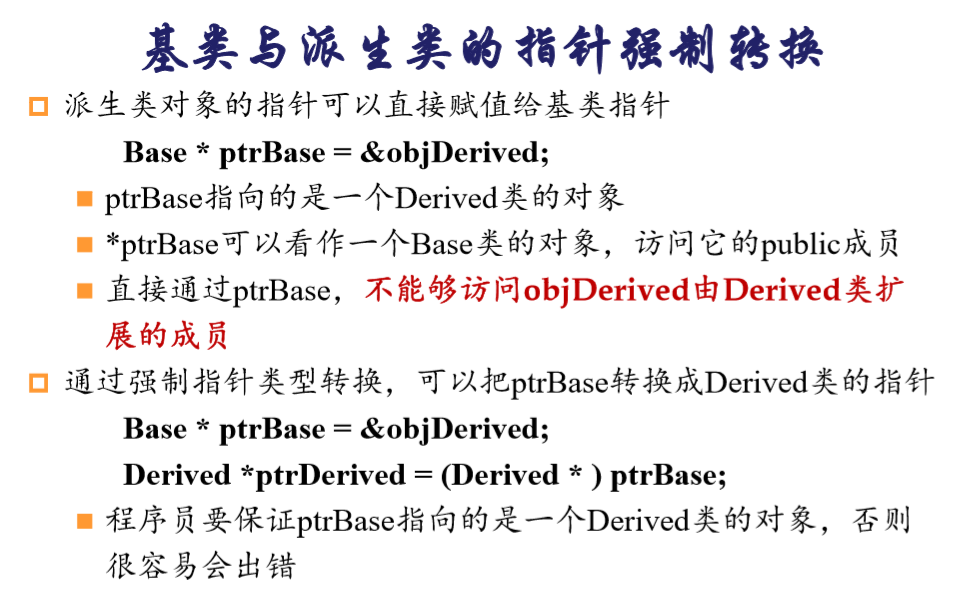 基类与派生类的指针强制转换
派生类对象的指针可以直接赋值给基类指针
Base * ptrBase = &objDerived;
ptrBase指向的是一个Derived类的对象
*ptrBase可以看作一个Base类的对象，访问它的public成员
直接通过ptrBase，不能够访问objDerived由Derived类扩
展的成员
通过强制指针类型转换，可以把ptrBase转换成Derived类的指针
Base * ptrBase = &objDerived;
Derived *ptrDerived = (Derived * ) ptrBase;
程序员要保证ptrBase指向的是一个Derived类的对象，否则
很容易会出错